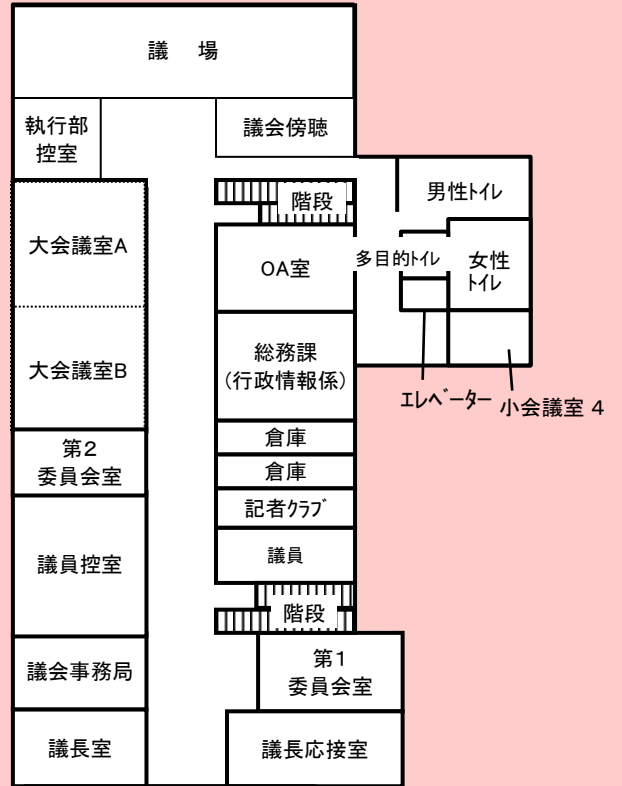 議 場
執行部
控室
議会傍聴
階段
男性ﾄｲﾚ
大会議室A
OA室
多目的ﾄｲﾚ
女性
ﾄｲﾚ
大会議室B
総務課
(行政情報係)
ｴﾚﾍﾞｰﾀｰ
小会議室 4
第2
委員会室
倉庫
倉庫
記者ｸﾗﾌﾞ
議員控室
議員
階段
議会事務局
第1
委員会室
議長室
議長応接室